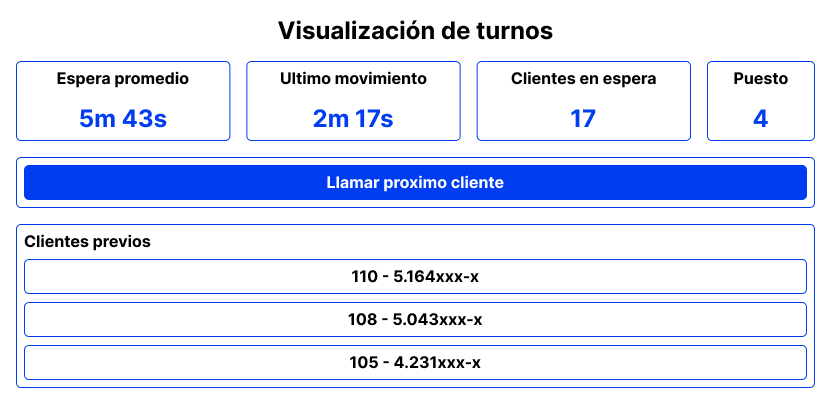 Visualización de turnos
Espera promedio
5m 43s
Ultimo movimiento
2m 17s
Clientes en espera
17
Puesto
4
Llamar proximo cliente
Clientes previos
110 - 5.164xxx-x
108 - 5.043xxx-x
105 - 4.231xxx-x